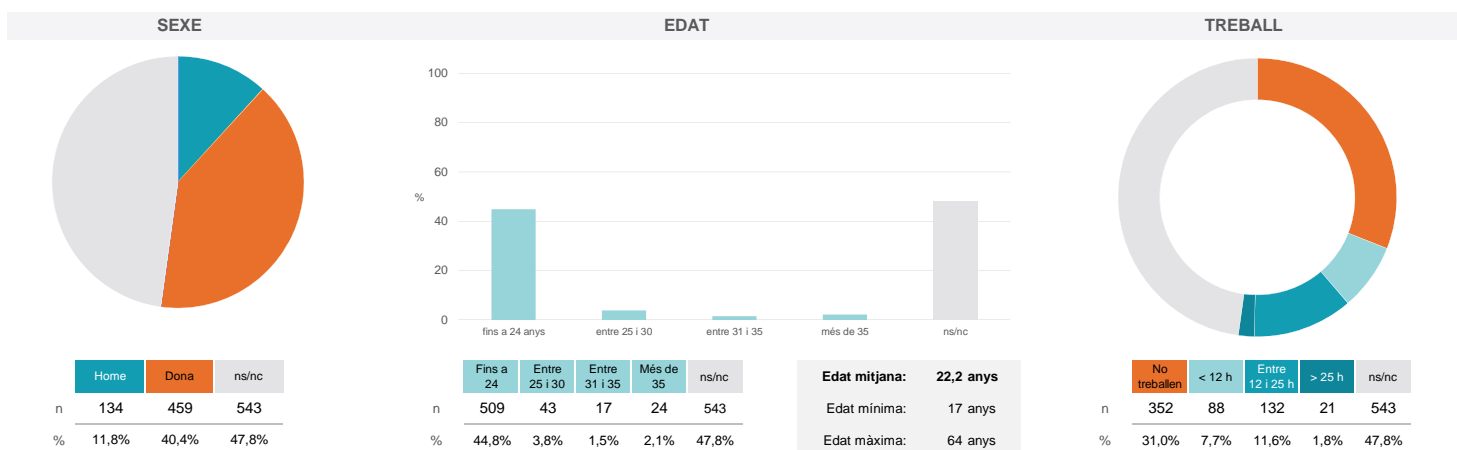 SEXE
EDAT
TREBALL
100
80
60
%
40
20
0
fins a 24 anys
entre 25 i 30
entre 31 i 35
més de 35
ns/nc
Home Dona ns/nc
n 134 459 543
% 11,8% 40,4% 47,8%
Fins a 24 Entre 25 i 30 Entre 31 i 35 Més de 35 ns/nc
n 509 43 17 24 543
% 44,8% 3,8% 1,5% 2,1% 47,8%
Edat mitjana: 22,2 anys
Edat mínima: 17 anys
Edat màxima: 64 anys
No treballen < 12 h Entre 12 i 25 h > 25 h ns/nc
n 352 88 132 21 543
% 31,0% 7,7% 11,6% 1,8% 47,8%